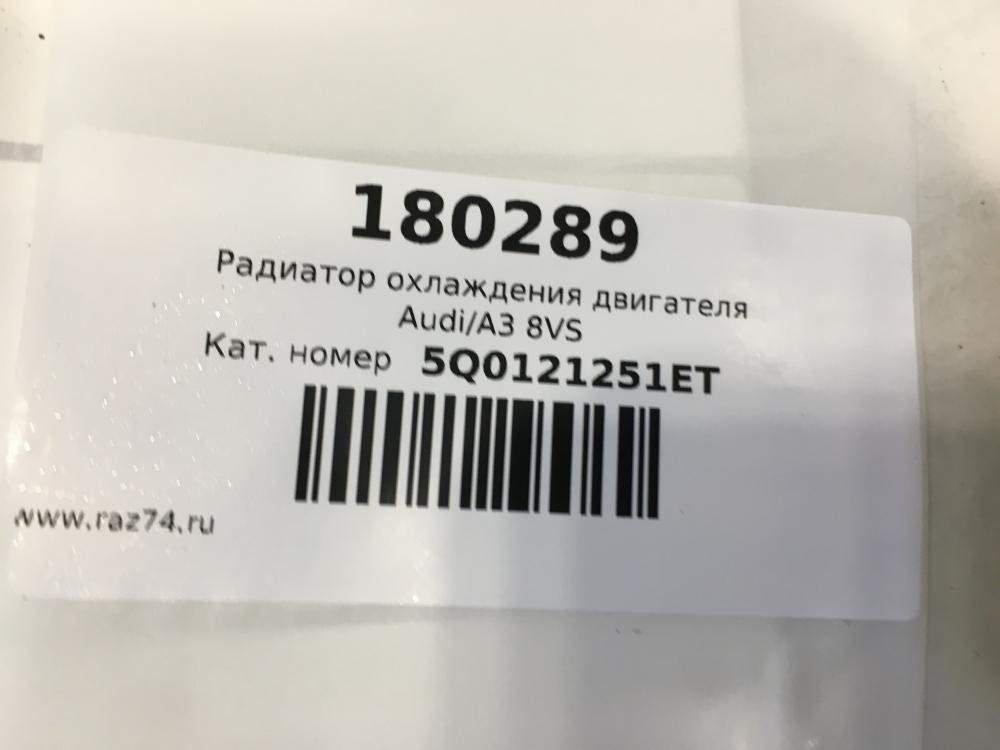 180289
Радиатор охлаждения двигателя
Audi/A3 8VS
Кат. номер 5Q0121251ET
www.raz74.ru